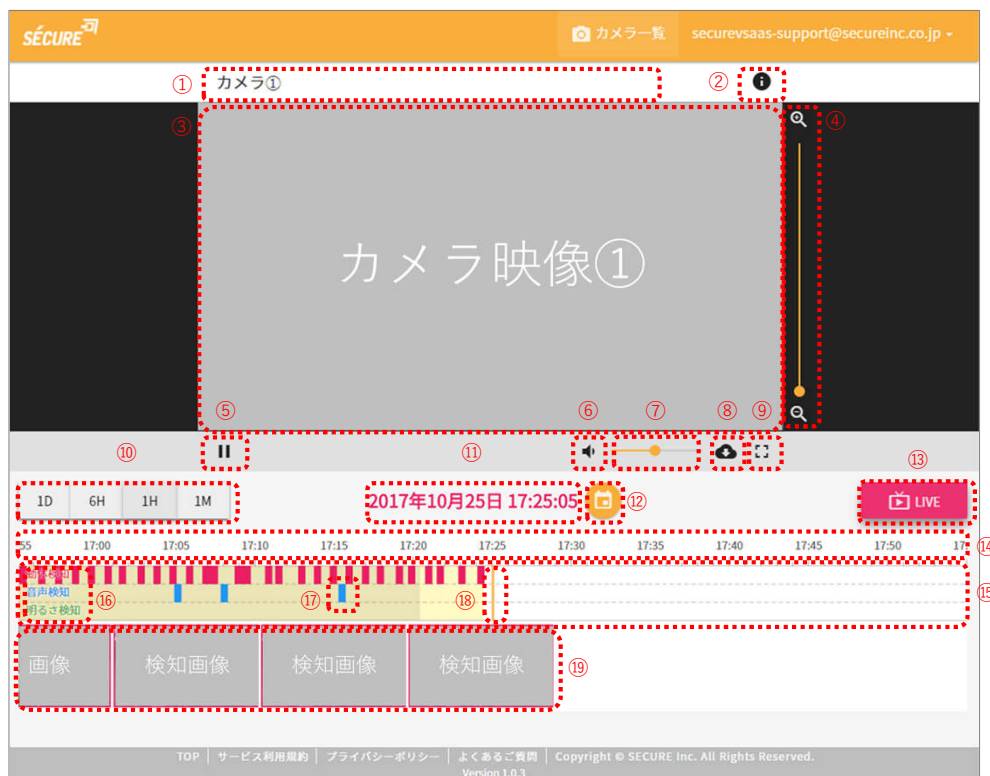 SÉCURE カメラ一覧 securevsaas-support@secureinc.co.jp
① カメラ① ②
③ ④
カメラ映像①
⑤ ⑥ ⑦ ⑧ ⑨
⑩ ⑪ ⑬
1D 6H 1H 1M 2017年10月25日 17:25:05 ⑫ LIVE
55 17:00 17:05 17:10 17:15 17:20 17:25 17:30 17:35 17:40 17:45 17:50 17: ⑭
動体検知
音声検知 ⑯ ⑰ ⑱ ⑮
明るさ検知
画像 検知画像 検知画像 検知画像 ⑲
TOP | サービス利用規約 | プライバシーポリシー | よくあるご質問 | Copyright © SECURE Inc. All Rights Reserved.
Version 1.0.3